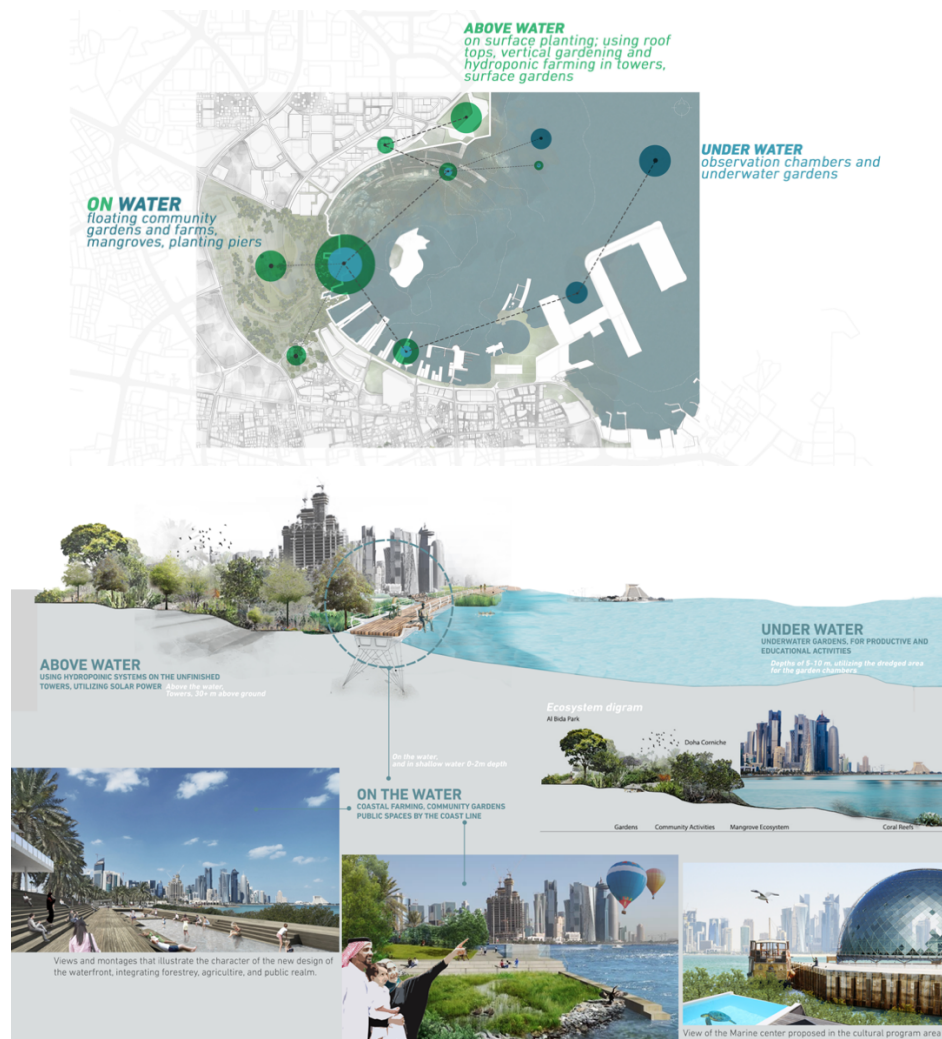 ABOVE WATER
on surface planting; using roof
tops, vertical gardening and
hydroponic farming in towers,
surface gardens
UNDER WATER
observation chambers and
underwater gardens
ON WATER
floating community
gardens and farms,
mangroves, planting piers
UNDER WATER
UNDERWATER GARDENS, FOR PRODUCTIVE AND
EDUCATIONAL ACTIVITIES
Depths of 5-10 m, utilizing the dredged area
for the garden chambers
ABOVE WATER
USING HYDROPOINIC SYSTEMS ON THE UNFINISHED
TOWERS, UTILIZING SOLAR POWER
Above the water,
Towers, 30+ m above ground
Ecosystem digram
Al Bida Park
Doha Corniche
On the water,
and in shallow water 0-2m depth
ON THE WATER
COASTAL FARMING, COMMUNITY GARDENS
PUBLIC SPACES BY THE COAST LINE
Gardens Community Activities Mangrove Ecosystem Coral Reefs
Views and montages that illustrate the character of the new design of
the waterfront, integrating forestrey, agricultire, and public realm.
View of the Marine center proposed in the cultural program area